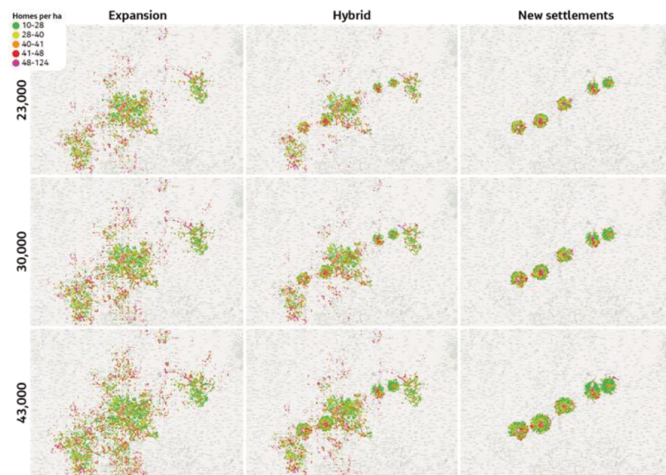 Homes per ha
10-28
28-40
40-41
41-48
48-124
Expansion
Hybrid
New settlements
23,000
30,000
43,000